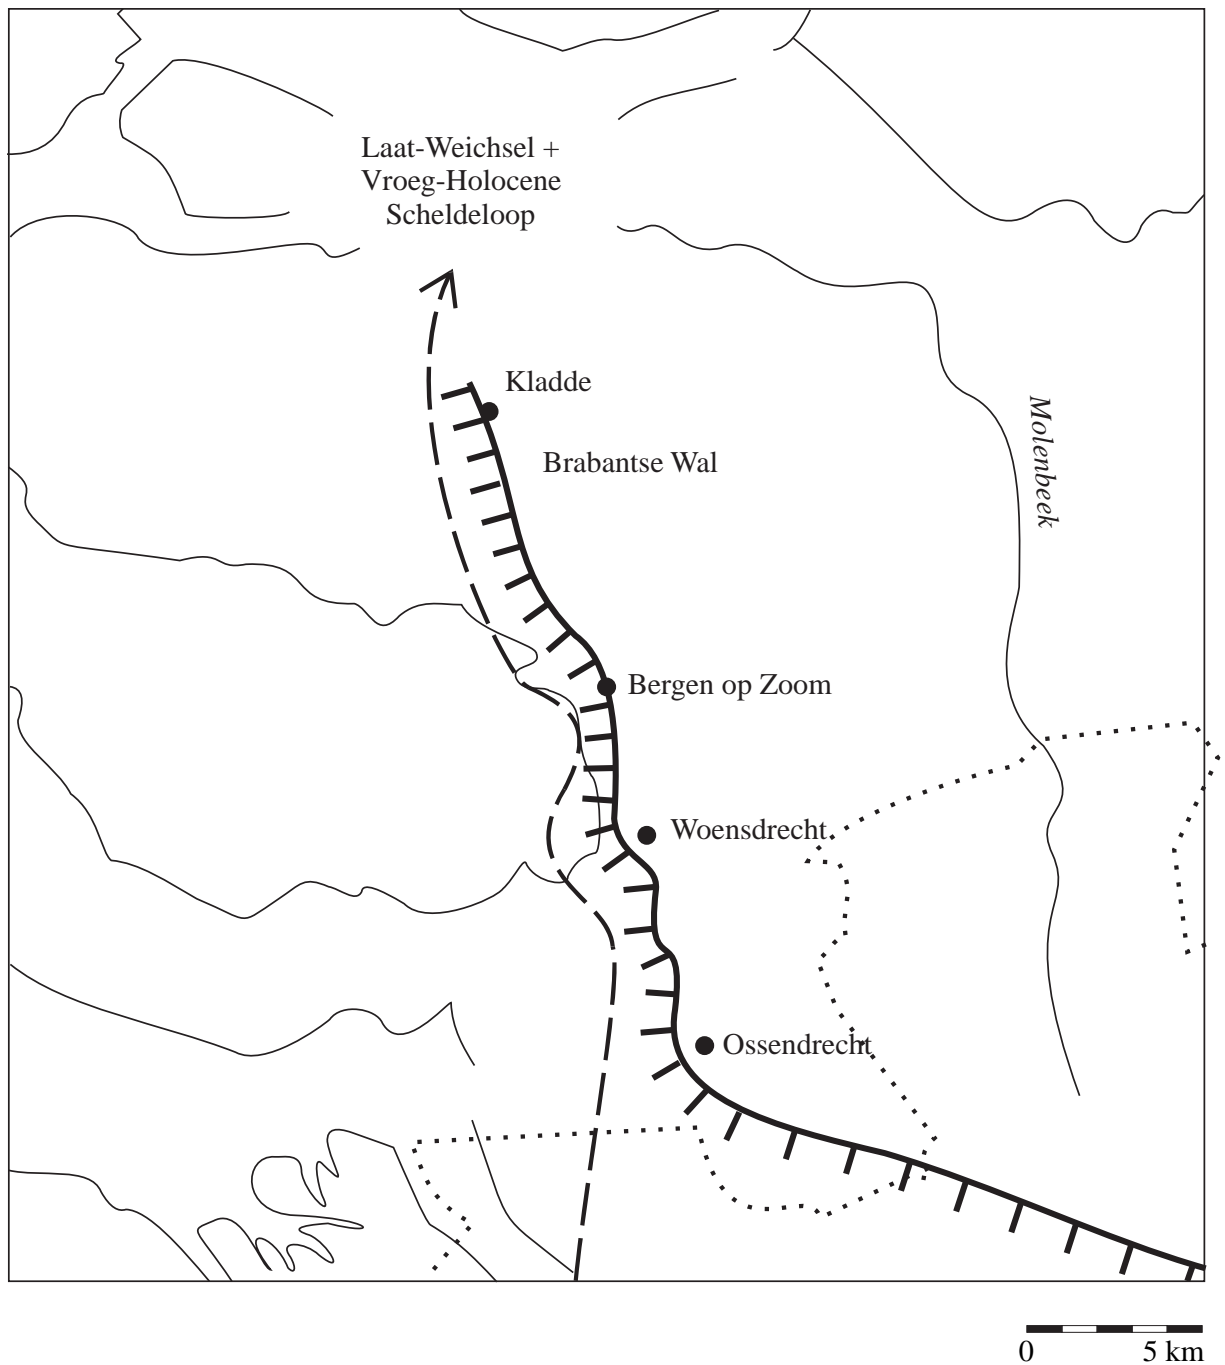 Laat-Weichsel +
Vroeg-Holocene
Scheldeloop
Kladde
Brabantse Wal
Molenbeek
Bergen op Zoom
Woensdrecht
Ossendrecht
0 5 km